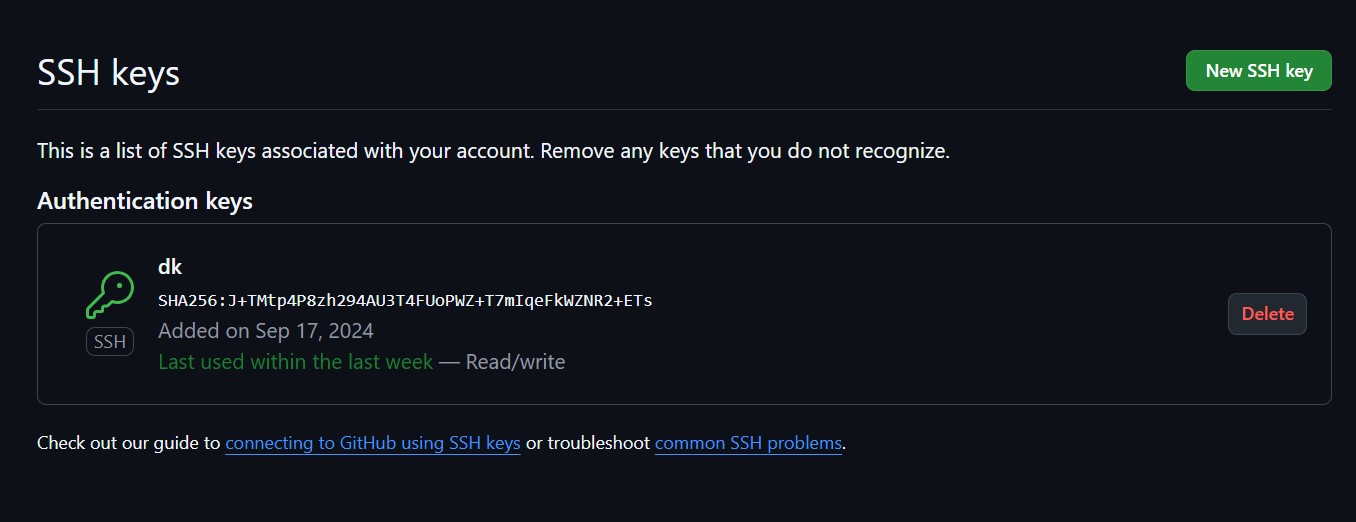 SSH keys
New SSH key
This is a list of SSH keys associated with your account. Remove any keys that you do not recognize.
Authentication keys
dk
SHA256:J+TMtp4P8zh294AU3T4FUoPWZ+T7mIqeFkWZNR2+ETs
Added on Sep 17, 2024
Last used within the last week — Read/write
SSH
Delete
Check out our guide to connecting to GitHub using SSH keys or troubleshoot common SSH problems.